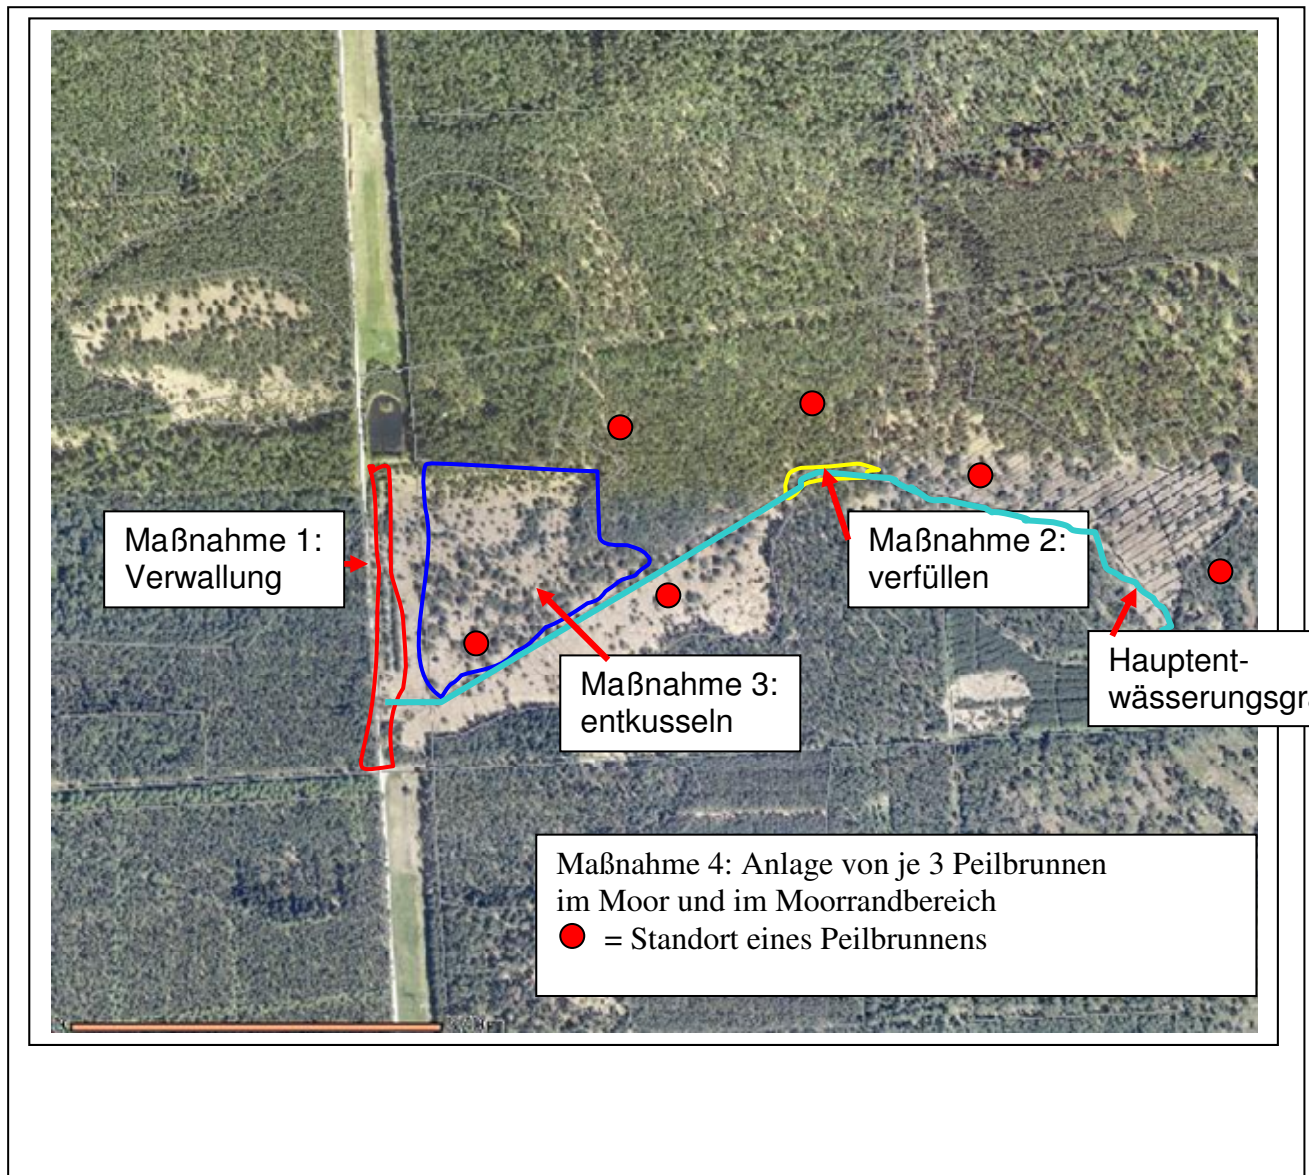 Maßnahme 1:
Verwallung
Maßnahme 2:
verfüllen
Maßnahme 3:
entkusseln
Hauptent-
wässerungsgra
Maßnahme 4: Anlage von je 3 Peilbrunnen
im Moor und im Moorrandbereich
= Standort eines Peilbrunnens